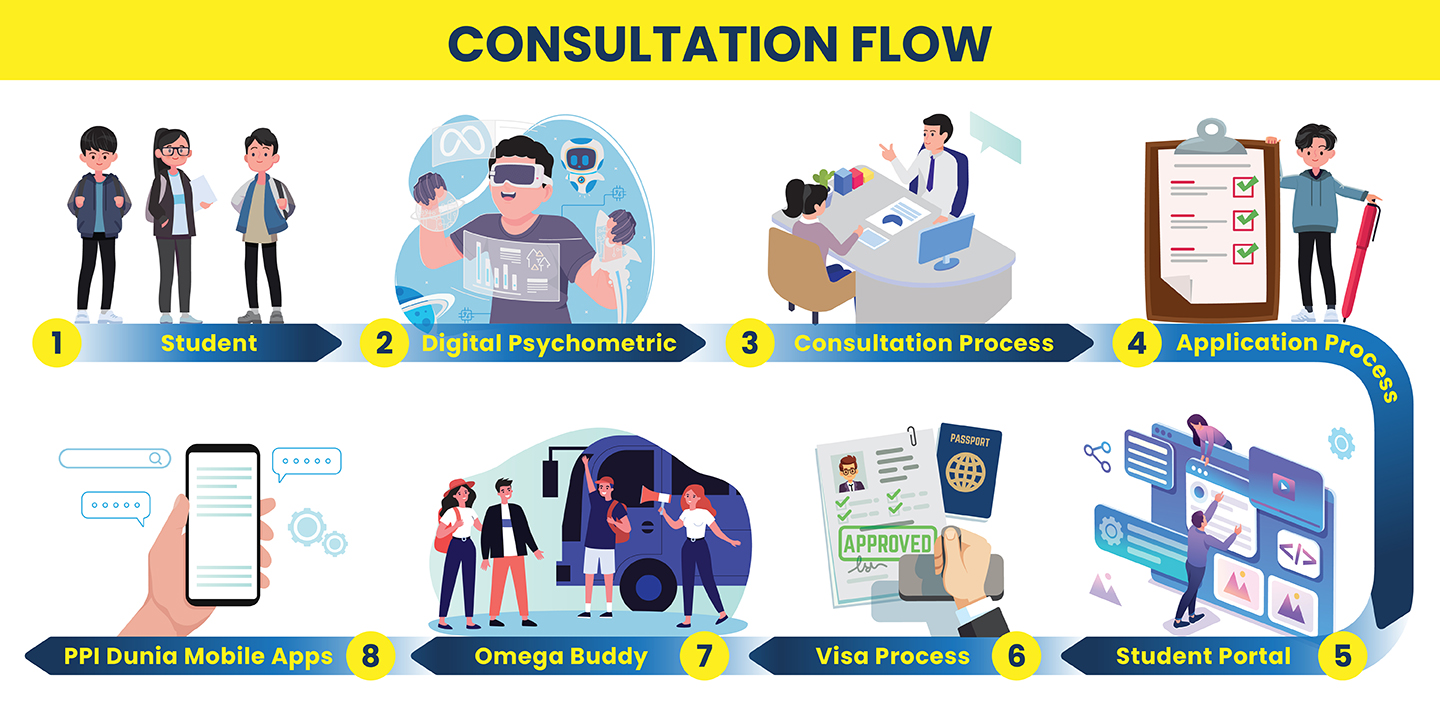 CONSULTATION FLOW
1 Student
2 Digital Psychometric
3 Consultation Process
4 Application Process
PASSPORT
APPROVED
</>
5 Student Portal
6 Visa Process
7 Omega Buddy
8 PPI Dunia Mobile Apps